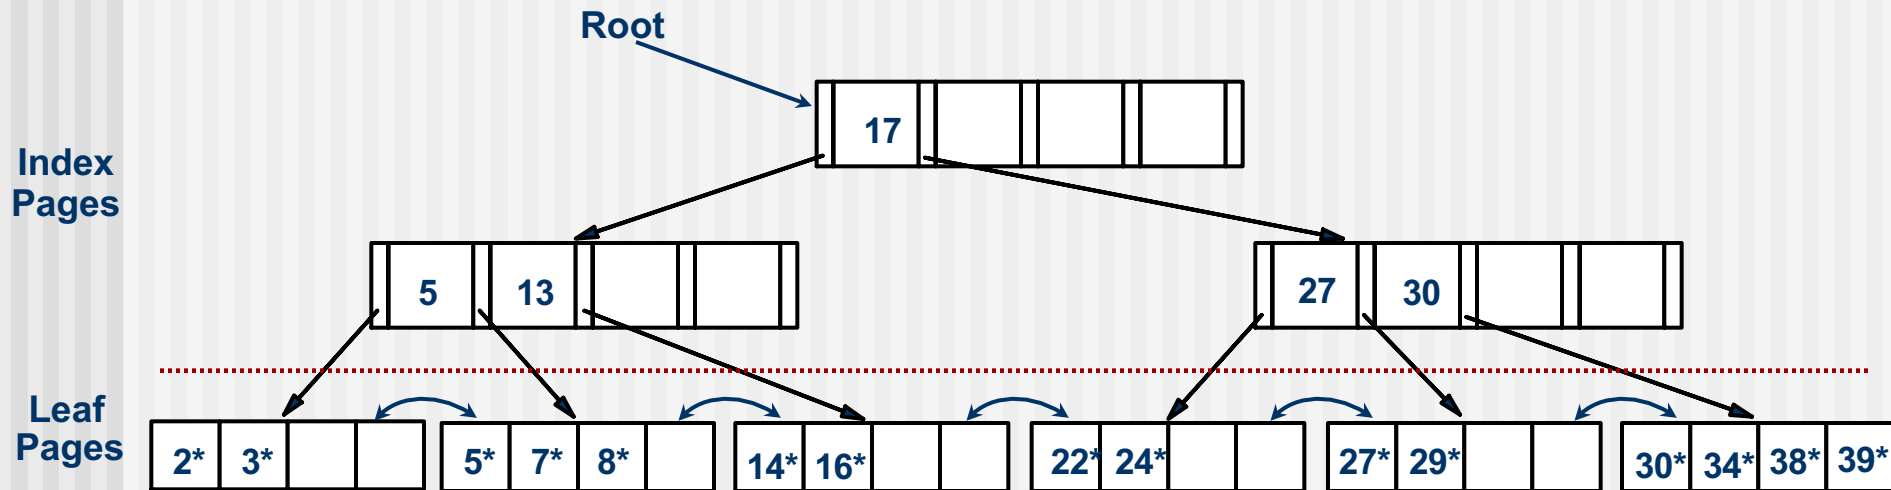 Root
17
Index
Pages
5 13 27 30
Leaf
Pages
2* 3* 5* 7* 8* 14* 16* 22* 24* 27* 29* 30* 34* 38* 39*